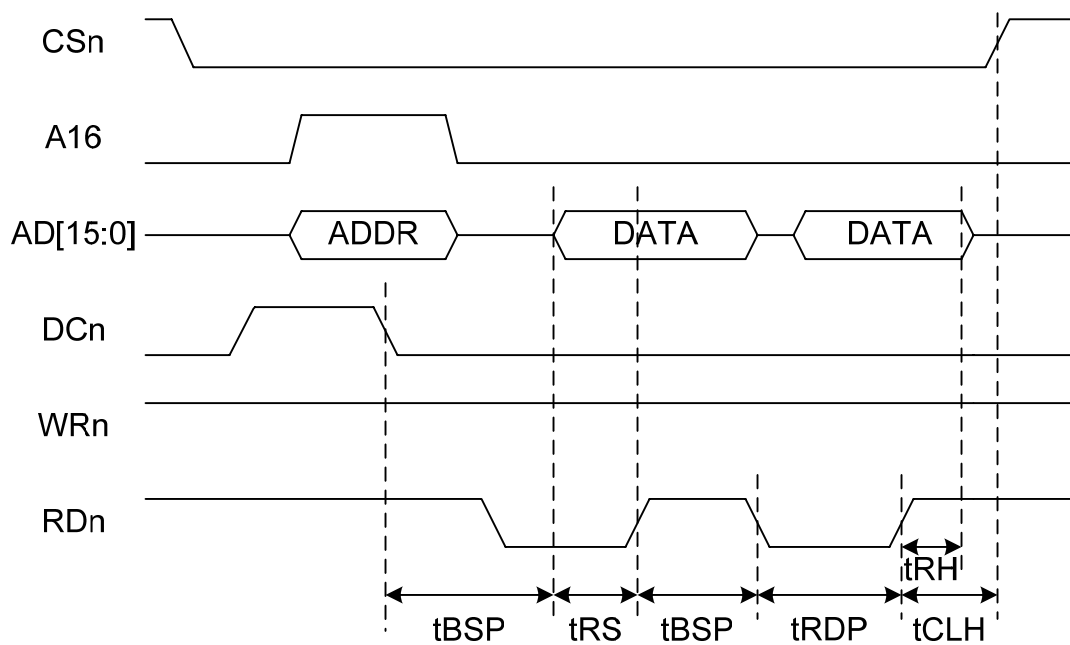 CSn
A16
AD[15:0] ADDR DATA DATA
DCn
WRn
RDn
tRH
tBSP tRS tBSP tRDP tCLH